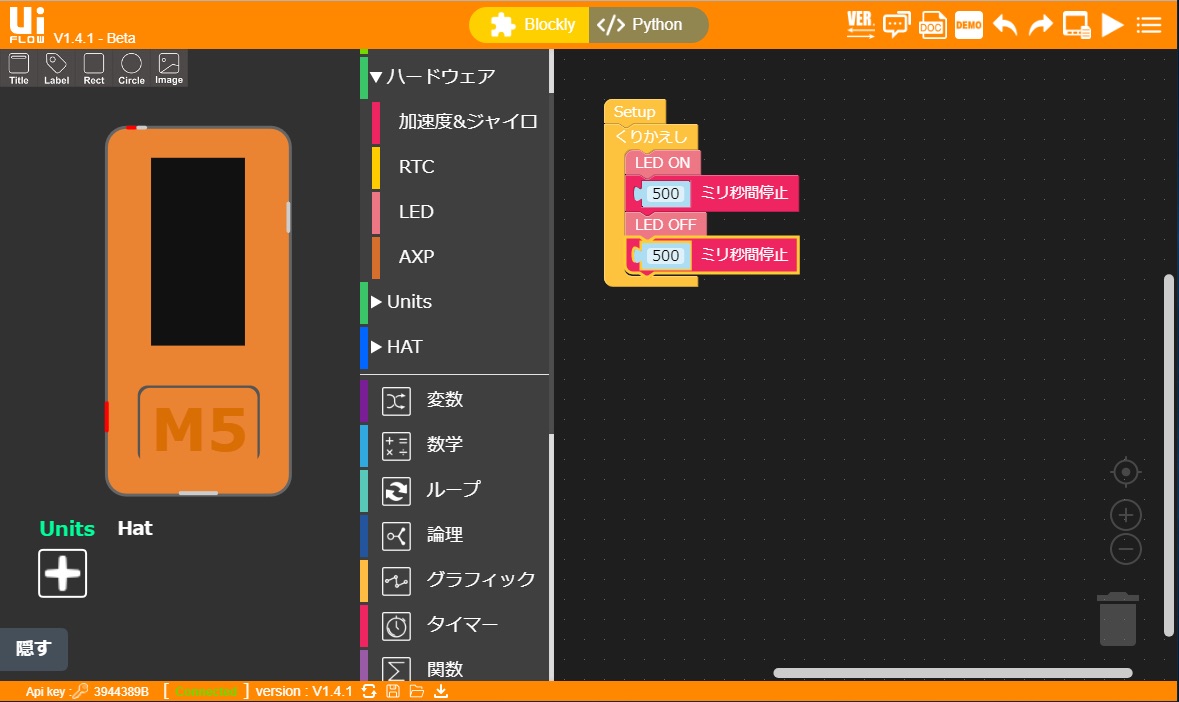 Ui
FLOW V1.4.1 - Beta
Blockly
</> Python
VER.
DOC
DEMO
Title
Label
Rect
Circle
Image
M5
Units
Hat
隠す
▼ハードウェア
加速度&ジャイロ
RTC
LED
AXP
▶Units
▶HAT
変数
数学
ループ
論理
グラフィック
タイマー
関数
Setup
くりかえし
LED ON
500 ミリ秒間停止
LED OFF
500 ミリ秒間停止
Api key : 3944389B [ Connected ] version : V1.4.1